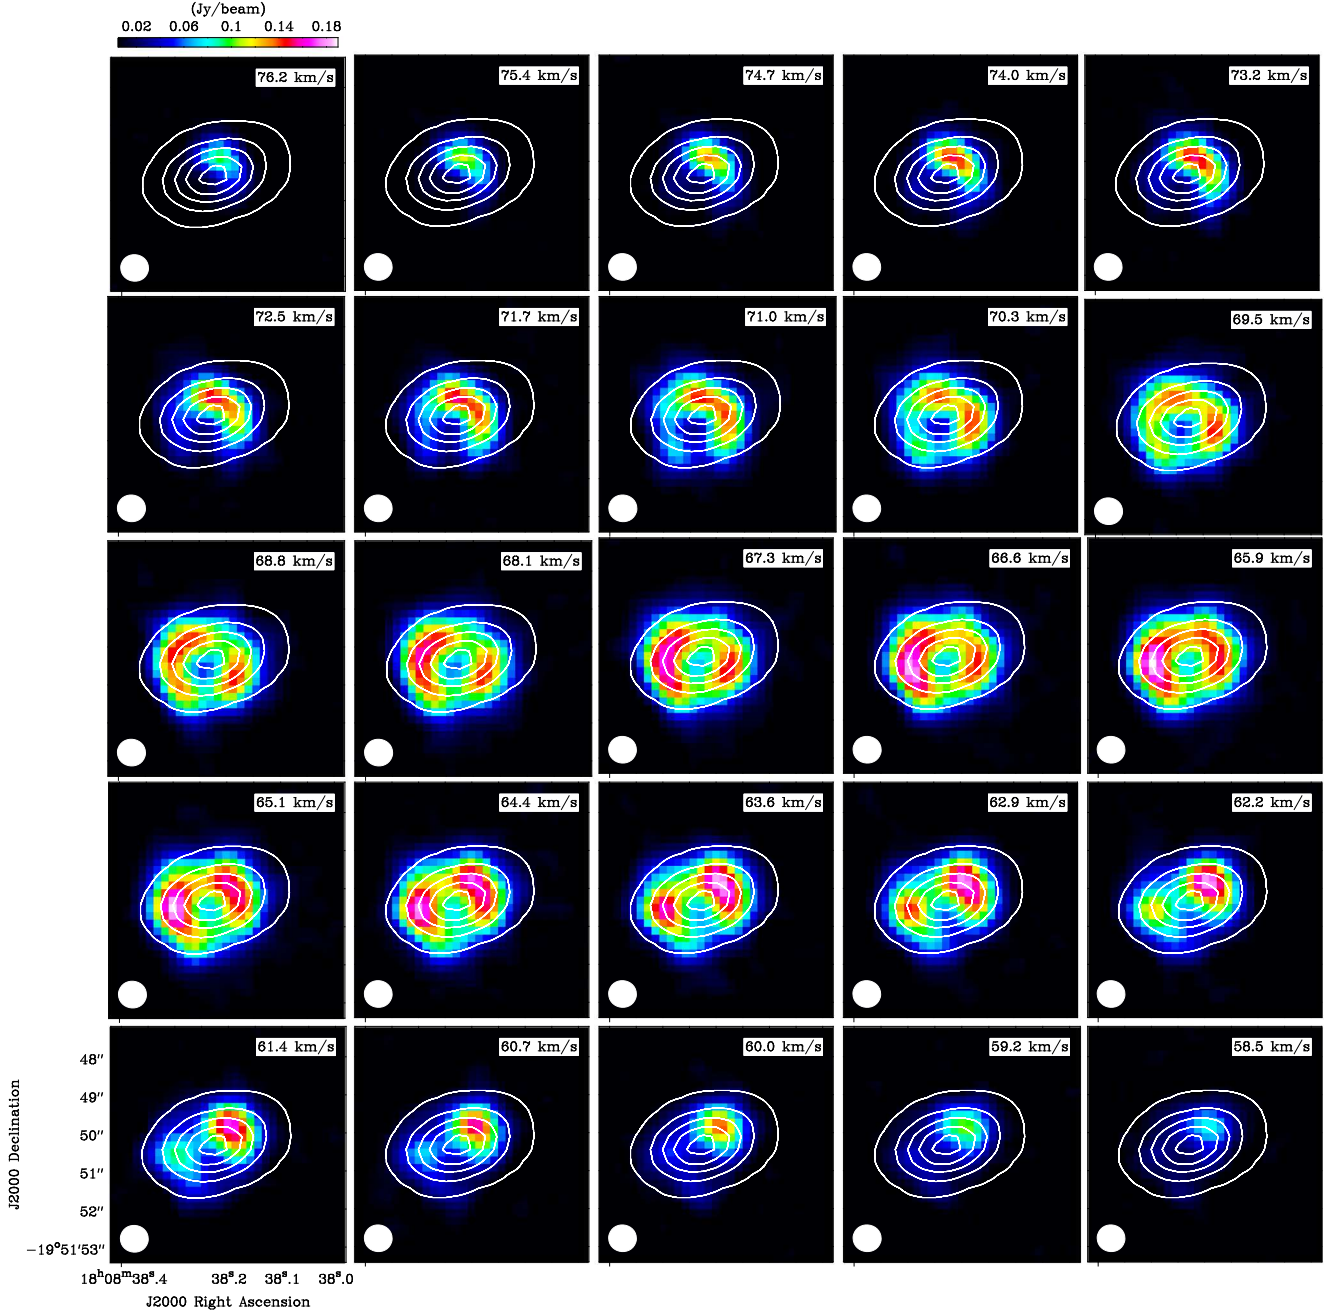 (Jy/beam)
0.02 0.06 0.1 0.14 0.18
76.2 km/s 75.4 km/s 74.7 km/s 74.0 km/s 73.2 km/s
72.5 km/s 71.7 km/s 71.0 km/s 70.3 km/s 69.5 km/s
68.8 km/s 68.1 km/s 67.3 km/s 66.6 km/s 65.9 km/s
65.1 km/s 64.4 km/s 63.6 km/s 62.9 km/s 62.2 km/s
61.4 km/s 60.7 km/s 60.0 km/s 59.2 km/s 58.5 km/s
48"
49"
50"
51"
52"
−19°51'53"
J2000 Declination
18ʰ08ᵐ38ˢ.4 38ˢ.2 38ˢ.1 38ˢ.0
J2000 Right Ascension